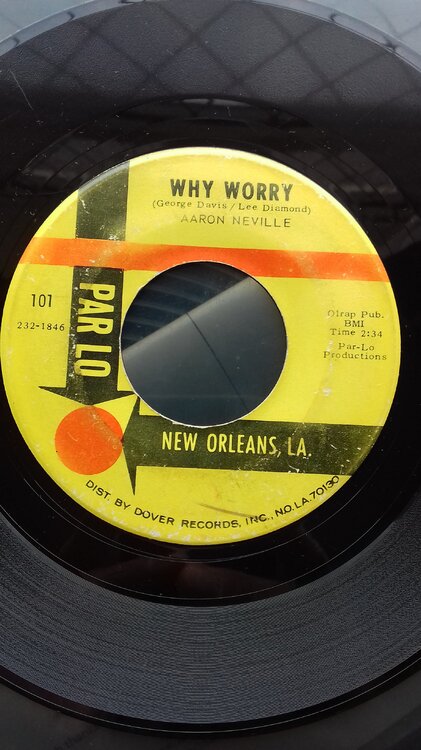 WHY WORRY
(George Davis / Lee Diamond)
AARON NEVILLE
101
232-1846
PAR LO
Olrap Pub.
BMI
Time 2:34
Par-Lo
Productions
NEW ORLEANS, LA.
DIST. BY DOVER RECORDS, INC., N.O. LA. 70130